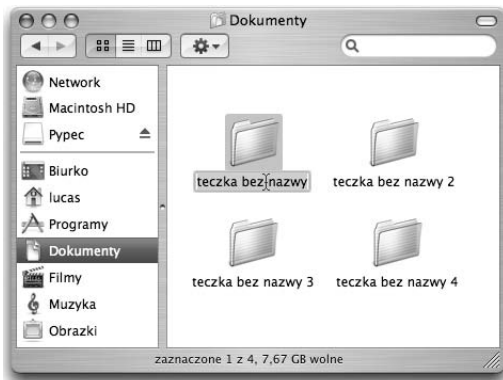 Dokumenty
Network
Macintosh HD
Pypec
Biurko
lucas
Programy
Dokumenty
Filmy
Muzyka
Obrazki
teczka bez nazwy
teczka bez nazwy 2
teczka bez nazwy 3
teczka bez nazwy 4
zaznaczone 1 z 4, 7,67 GB wolne